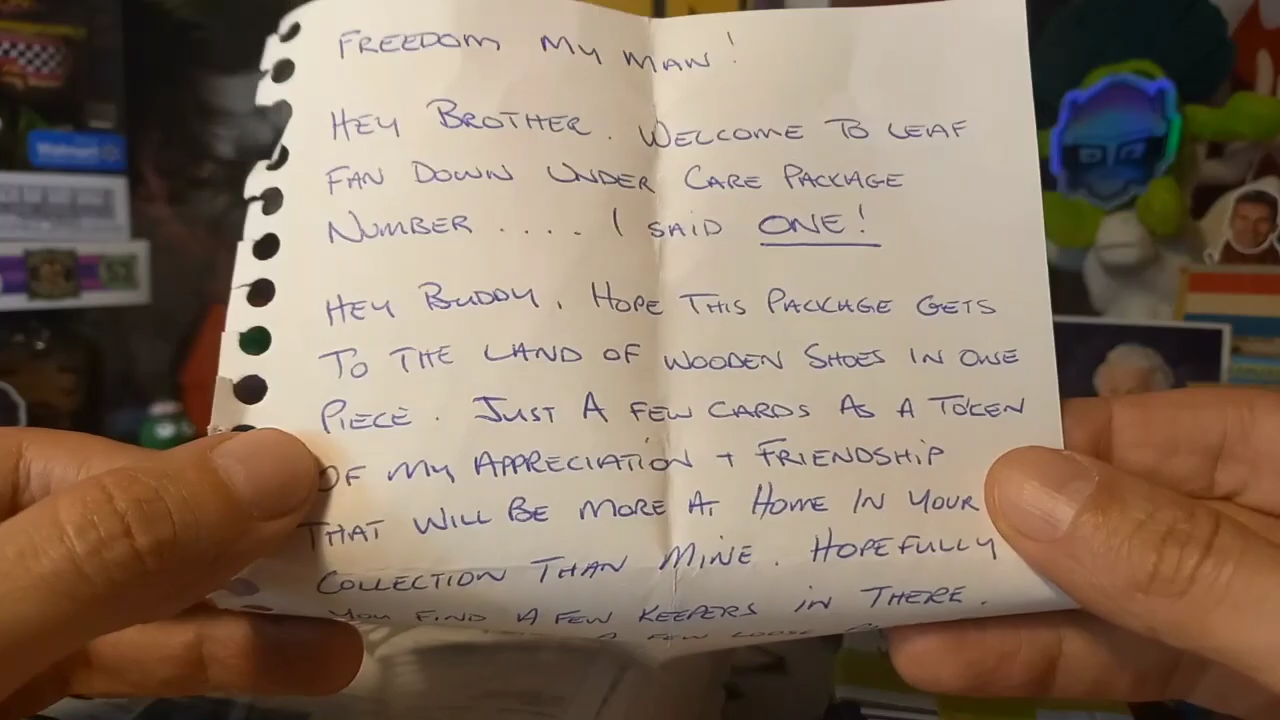 FREEDOM MY MAN!
HEY BROTHER. WELCOME TO LEAF
FAN DOWN UNDER CARE PACKAGE
NUMBER .... I SAID ONE!
HEY BUDDY, HOPE THIS PACKAGE GETS
TO THE LAND OF WOODEN SHOES IN ONE
PIECE. JUST A FEW CARDS AS A TOKEN
OF MY APPRECIATION + FRIENDSHIP
THAT WILL BE MORE AT HOME IN YOUR
COLLECTION THAN MINE. HOPEFULLY
YOU FIND A FEW KEEPERS IN THERE.
A FEW LOOSE
Walmart